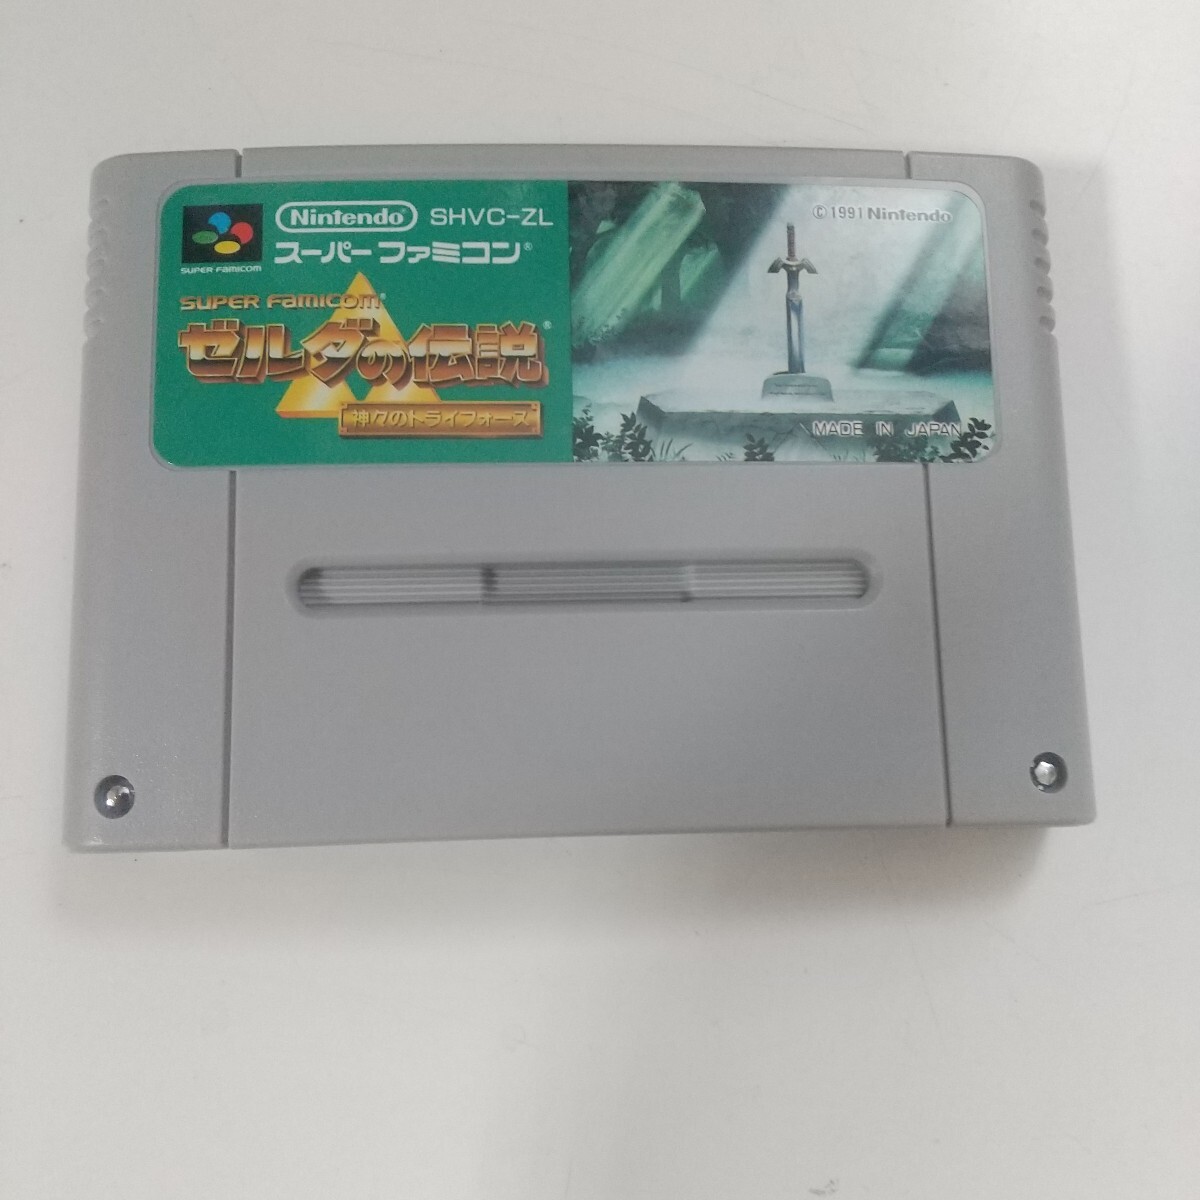 Nintendo SHVC-ZL
スーパーファミコン®
SUPER FAMICOM
SUPER FAMICOM®
ゼルダの伝説®
神々のトライフォース
©1991 Nintendo
MADE IN JAPAN